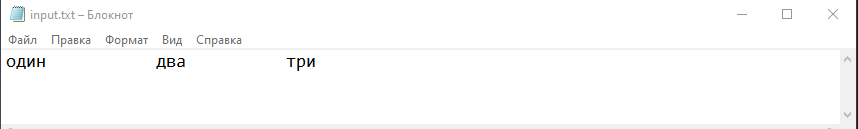 input.txt – Блокнот
Файл Правка Формат Вид Справка
один два три